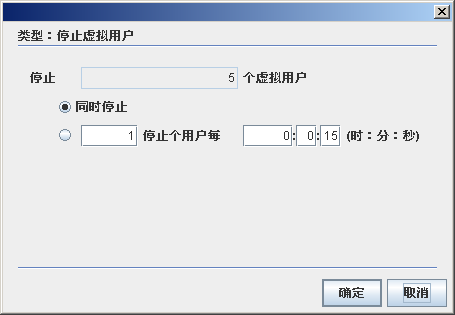 类型：停止虚拟用户
停止 5 个虚拟用户
同时停止
1 停止个用户每 0:0:15 (时：分：秒)
确定 取消